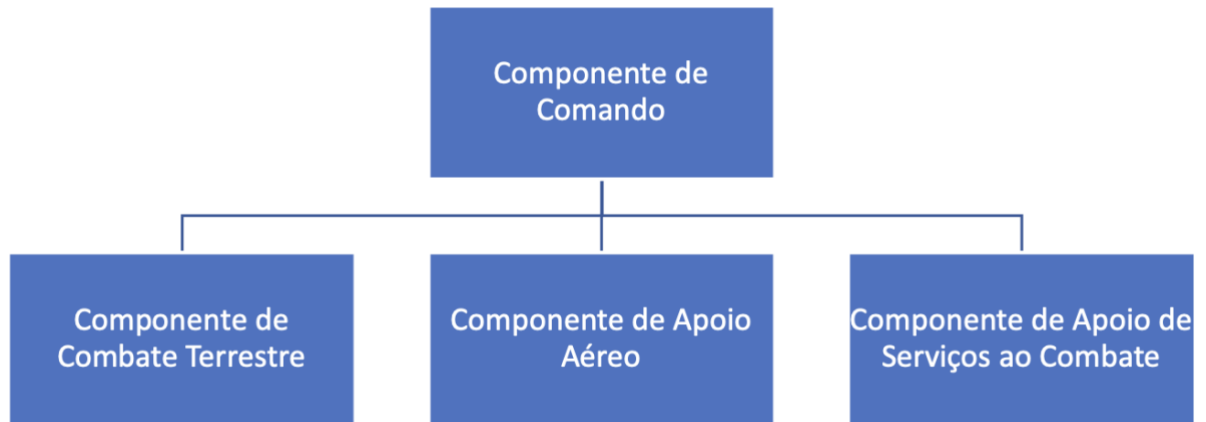 Componente de
Comando
Componente de
Combate Terrestre
Componente de Apoio
Aéreo
Componente de Apoio de
Serviços ao Combate